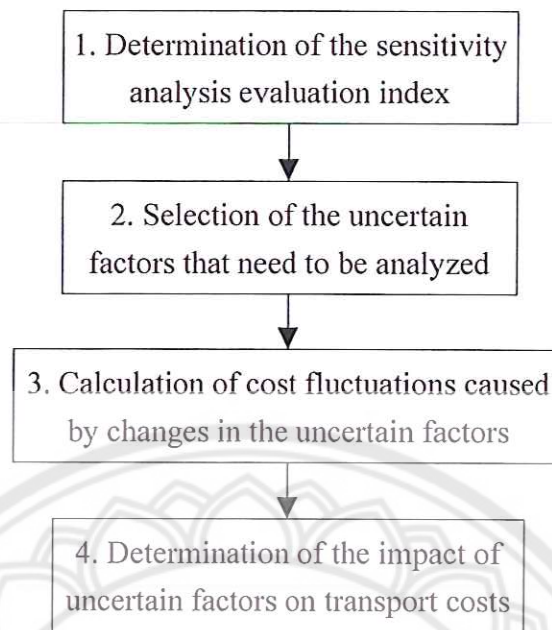 1. Determination of the sensitivity
analysis evaluation index
2. Selection of the uncertain
factors that need to be analyzed
3. Calculation of cost fluctuations caused
by changes in the uncertain factors
4. Determination of the impact of
uncertain factors on transport costs